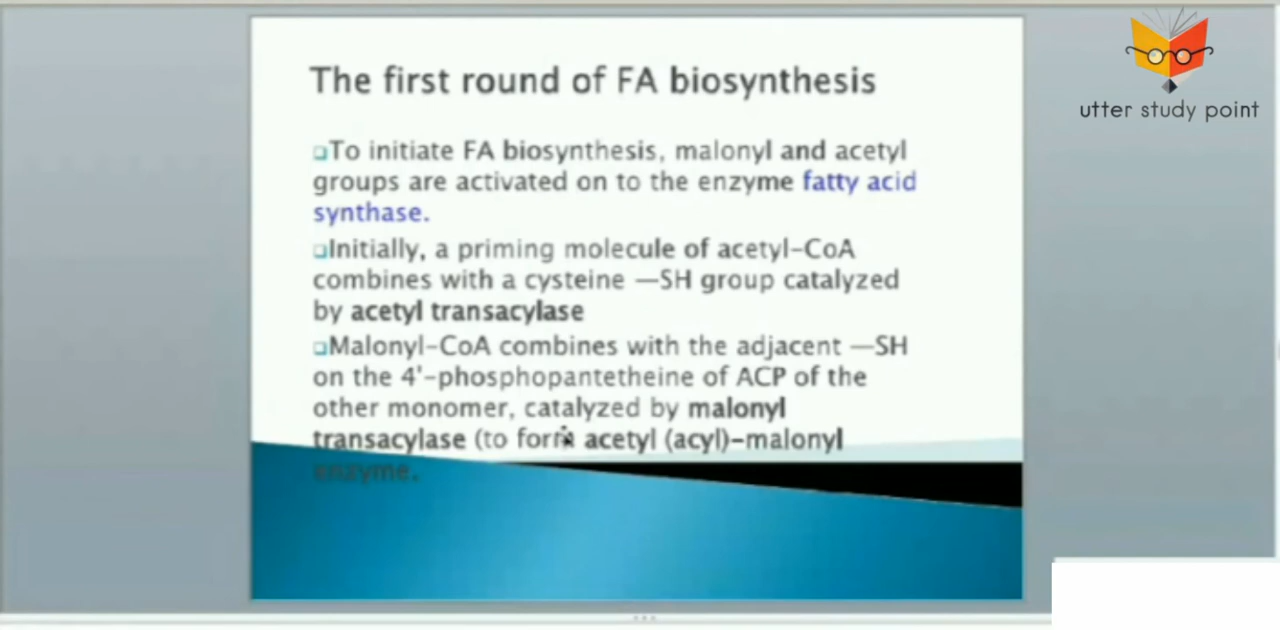 The first round of FA biosynthesis
To initiate FA biosynthesis, malonyl and acetyl
groups are activated on to the enzyme fatty acid
synthase.
Initially, a priming molecule of acetyl-CoA
combines with a cysteine —SH group catalyzed
by acetyl transacylase
Malonyl-CoA combines with the adjacent —SH
on the 4'-phosphopantetheine of ACP of the
other monomer, catalyzed by malonyl
transacylase (to form acetyl (acyl)-malonyl
enzyme.
utter study point